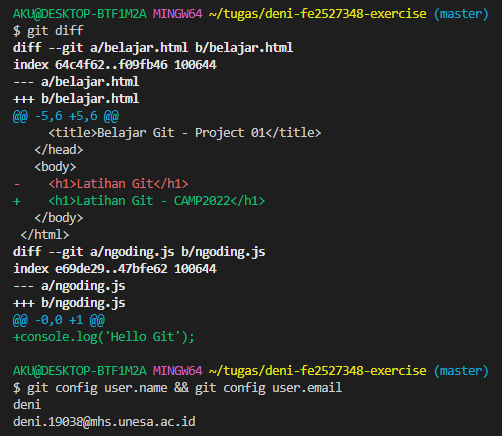 AKU@DESKTOP-BTF1M2A MINGW64 ~/tugas/deni-fe2527348-exercise (master)
$ git diff
diff --git a/belajar.html b/belajar.html
index 64c4f62..f09fb46 100644
--- a/belajar.html
+++ b/belajar.html
@@ -5,6 +5,6 @@
     <title>Belajar Git - Project 01</title>
   </head>
   <body>
-    <h1>Latihan Git</h1>
+    <h1>Latihan Git - CAMP2022</h1>
   </body>
 </html>
diff --git a/ngoding.js b/ngoding.js
index e69de29..47bfe62 100644
--- a/ngoding.js
+++ b/ngoding.js
@@ -0,0 +1 @@
+console.log('Hello Git');
AKU@DESKTOP-BTF1M2A MINGW64 ~/tugas/deni-fe2527348-exercise (master)
$ git config user.name && git config user.email
deni
deni.19038@mhs.unesa.ac.id